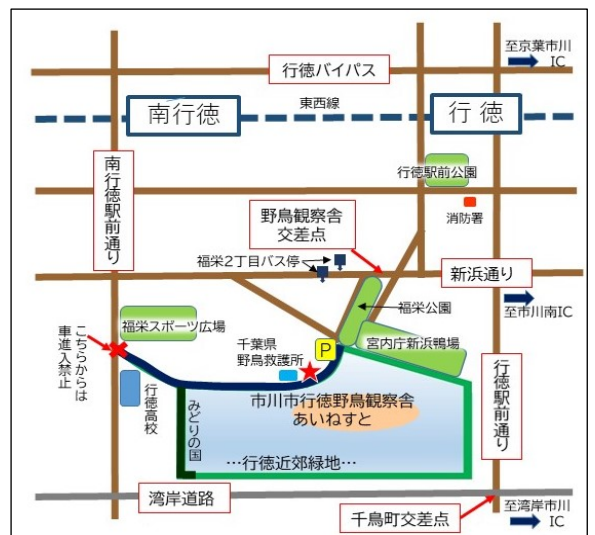 至京葉市川
IC
行徳バイパス
東西線
南行徳
行 徳
南行徳駅前通り
行徳駅前公園
消防署
野鳥観察舎
交差点
福栄2丁目バス停
新浜通り
至市川南IC
福栄公園
福栄スポーツ広場
こちらからは
車進入禁止
千葉県
野鳥救護所
P
宮内庁新浜鴨場
行徳高校
みどりの国
市川市行徳野鳥観察舎
あいねすと
行徳駅前通り
…行徳近郊緑地…
湾岸道路
千鳥町交差点
至湾岸市川
IC